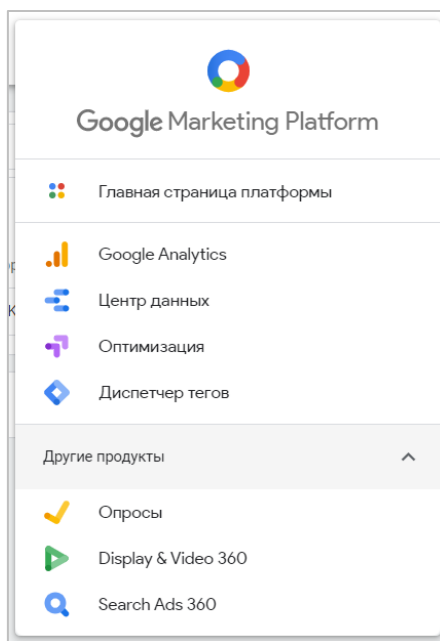 Google Marketing Platform
Главная страница платформы
Google Analytics
Центр данных
Оптимизация
Диспетчер тегов
Другие продукты
Опросы
Display & Video 360
Search Ads 360